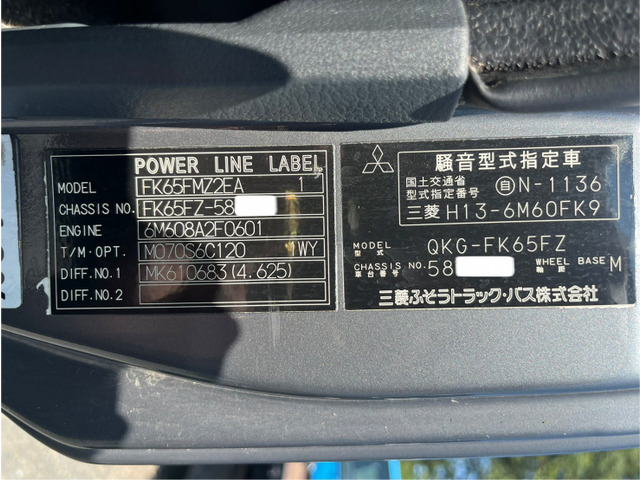 POWER LINE LABEL
MODEL FK65FMZ2EA 1
CHASSIS NO. FK65FZ-58
ENGINE 6M608A2F0601
T/M・OPT. M070S6C120 1WY
DIFF.NO.1 MK610683(4.625)
DIFF.NO.2
騒音型式指定車
国土交通省
型式指定番号 自N-1136
三菱 H13-6M60FK9
MODEL
型式 QKG-FK65FZ
CHASSIS NO.
車台番号 58
WHEEL BASE
軸距 M
三菱ふそうトラック・バス株式会社